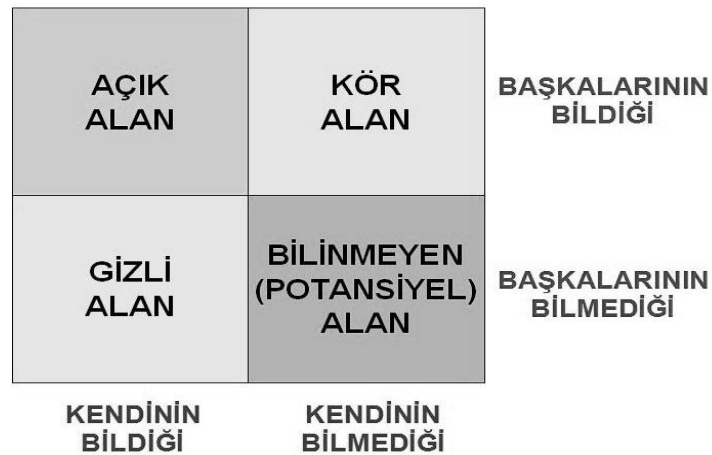 AÇIK
ALAN
KÖR
ALAN
BAŞKALARININ
BİLDİĞİ
GİZLİ
ALAN
BİLİNMEYEN
(POTANSİYEL)
ALAN
BAŞKALARININ
BİLMEDİĞİ
KENDİNİN
BİLDİĞİ
KENDİNİN
BİLMEDİĞİ